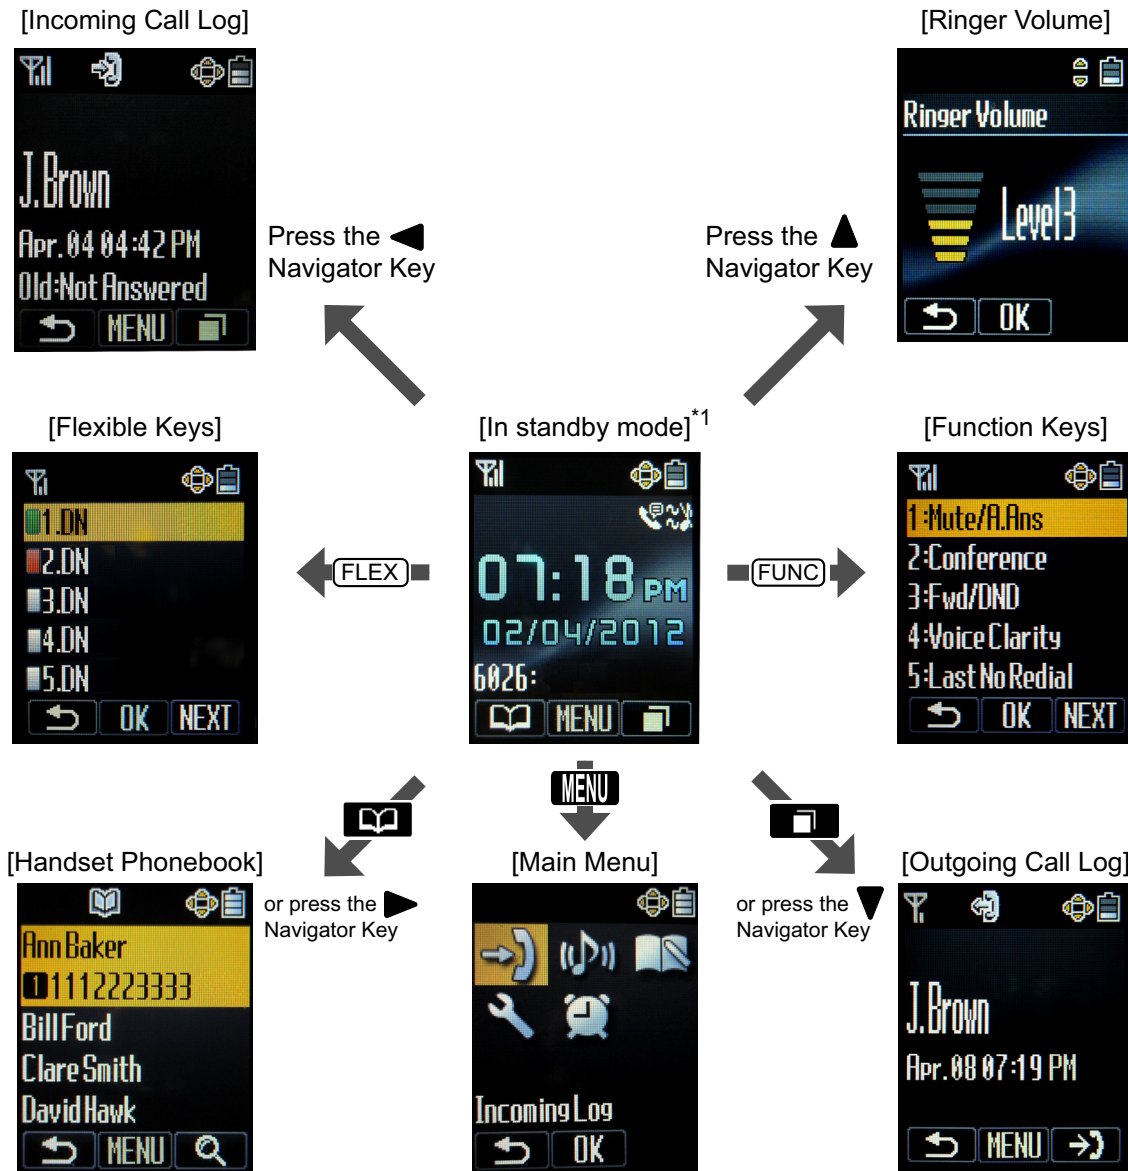 [Incoming Call Log]
J.Brown
Apr.04 04:42 PM
Old:Not Answered
MENU
Press the
Navigator Key
[Ringer Volume]
Ringer Volume
Level3
OK
Press the
Navigator Key
[Flexible Keys]
1.DN
2.DN
3.DN
4.DN
5.DN
OK NEXT
FLEX
[In standby mode]*1
07:18 PM
02/04/2012
6026:
MENU
FUNC
[Function Keys]
1:Mute/A.Ans
2:Conference
3:Fwd/DND
4:Voice Clarity
5:Last No Redial
OK NEXT
MENU
[Handset Phonebook]
Ann Baker
1 1112223333
Bill Ford
Clare Smith
David Hawk
MENU
or press the
Navigator Key
[Main Menu]
Incoming Log
OK
or press the
Navigator Key
[Outgoing Call Log]
J.Brown
Apr.08 07:19 PM
MENU